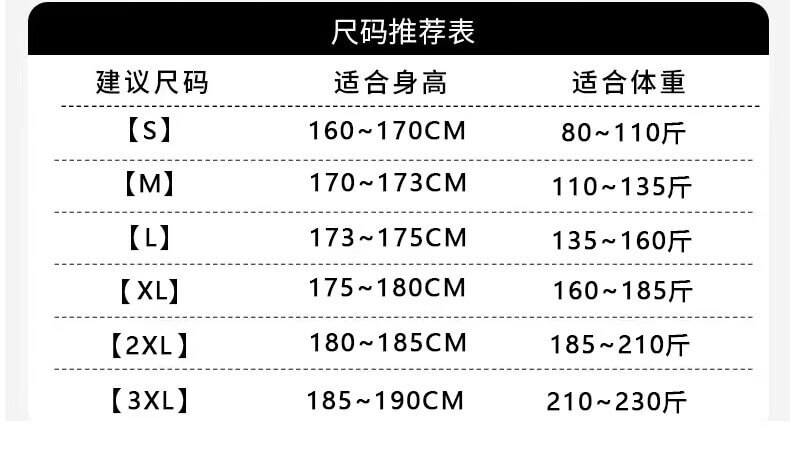 尺码推荐表
建议尺码 适合身高 适合体重
【S】 160~170CM 80~110斤
【M】 170~173CM 110~135斤
【L】 173~175CM 135~160斤
【XL】 175~180CM 160~185斤
【2XL】 180~185CM 185~210斤
【3XL】 185~190CM 210~230斤